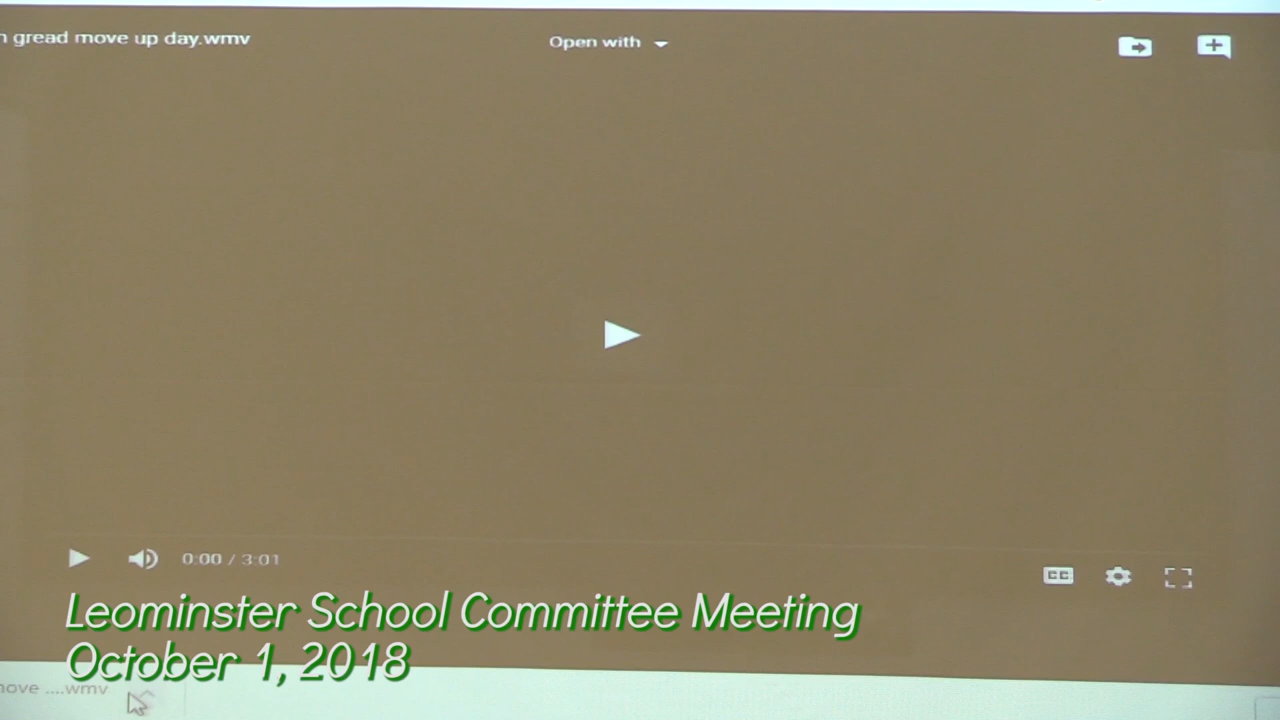 gread move up day.wmv
Open with
0:00 / 3:01
CC
Leominster School Committee Meeting
October 1, 2018
....wmv